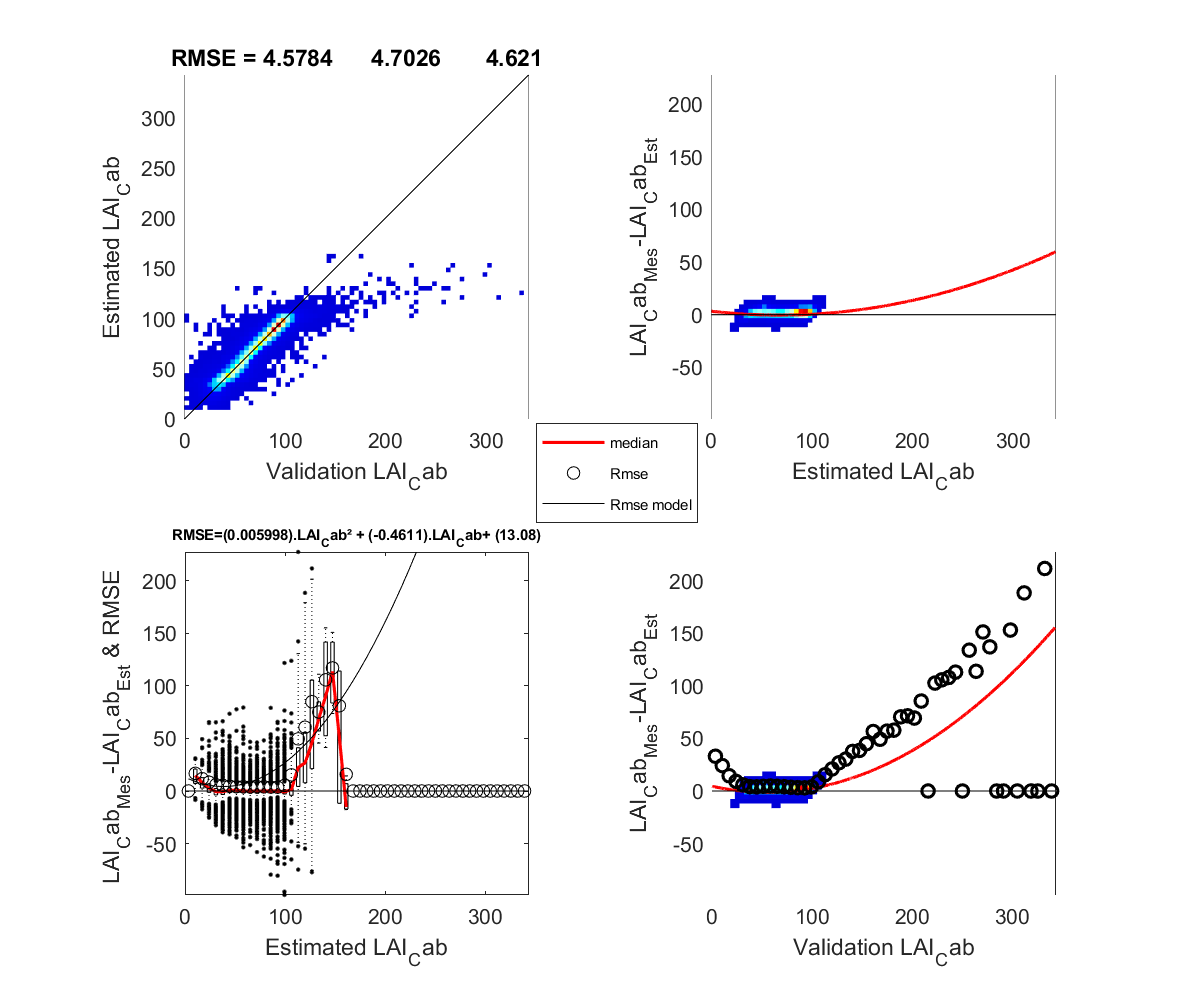 RMSE = 4.5784 4.7026 4.621
300
250
200
150
100
50
0
0 100 200 300
Estimated LAI_Cab
Validation LAI_Cab
200
150
100
50
0
-50
0 100 200 300
LAI_Cab_Mes-LAI_Cab_Est
Estimated LAI_Cab
median
Rmse
Rmse model
RMSE=(0.005998).LAI_Cab² + (-0.4611).LAI_Cab+ (13.08)
200
150
100
50
0
-50
0 100 200 300
LAI_Cab_Mes-LAI_Cab_Est & RMSE
Estimated LAI_Cab
200
150
100
50
0
-50
0 100 200 300
LAI_Cab_Mes-LAI_Cab_Est
Validation LAI_Cab